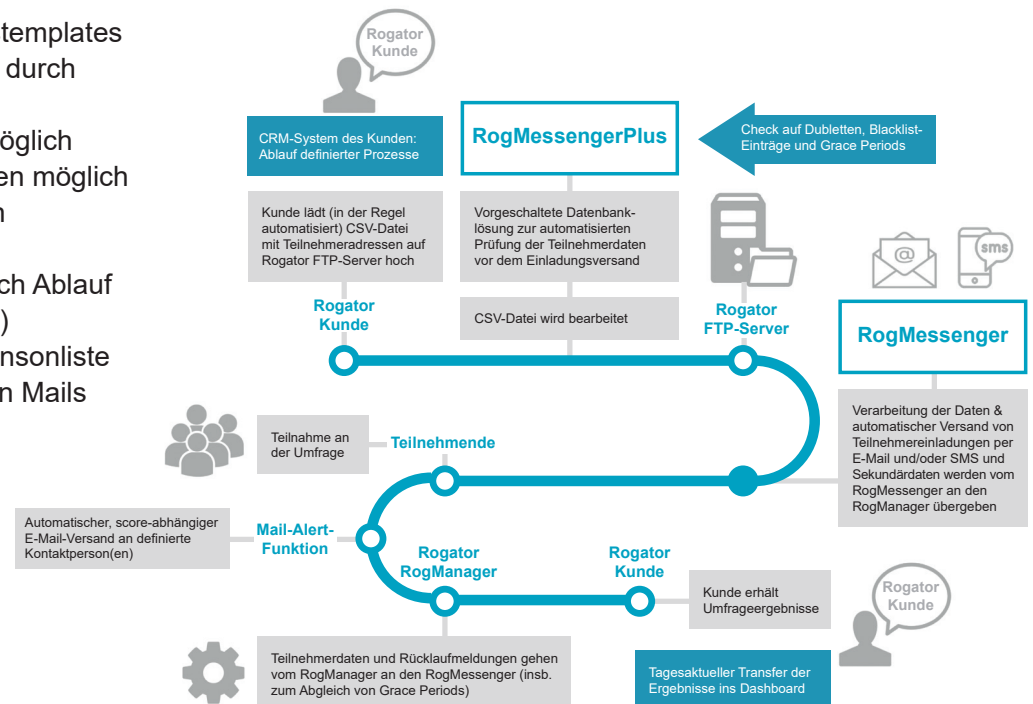 templates
durch
öglich
en möglich
n
ch Ablauf
)
nsonliste
n Mails
Rogator
Kunde
CRM-System des Kunden:
Ablauf definierter Prozesse
RogMessengerPlus
Check auf Dubletten, Blacklist-
Einträge und Grace Periods
Kunde lädt (in der Regel
automatisiert) CSV-Datei
mit Teilnehmeradressen auf
Rogator FTP-Server hoch
Vorgeschaltete Datenbank-
lösung zur automatisierten
Prüfung der Teilnehmerdaten
vor dem Einladungsversand
CSV-Datei wird bearbeitet
Rogator
Kunde
Rogator
FTP-Server
@
sms
RogMessenger
Verarbeitung der Daten &
automatischer Versand von
Teilnehmereinladungen per
E-Mail und/oder SMS und
Sekundärdaten werden vom
RogMessenger an den
RogManager übergeben
Teilnahme an
der Umfrage
Teilnehmende
Automatischer, score-abhängiger
E-Mail-Versand an definierte
Kontaktperson(en)
Mail-Alert-
Funktion
Rogator
RogManager
Rogator
Kunde
Kunde erhält
Umfrageergebnisse
Rogator
Kunde
Teilnehmerdaten und Rücklaufmeldungen gehen
vom RogManager an den RogMessenger (insb.
zum Abgleich von Grace Periods)
Tagesaktueller Transfer der
Ergebnisse ins Dashboard